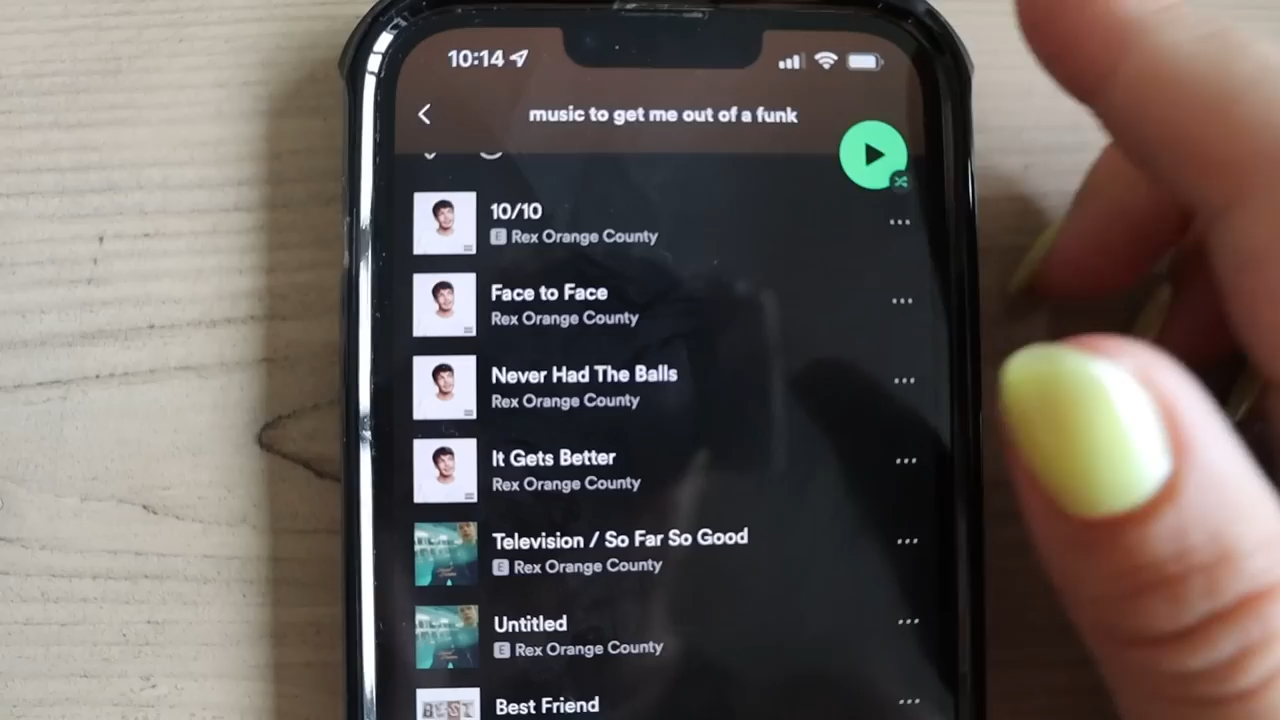 10:14
music to get me out of a funk
10/10
E Rex Orange County
Face to Face
Rex Orange County
Never Had The Balls
Rex Orange County
It Gets Better
Rex Orange County
Television / So Far So Good
E Rex Orange County
Untitled
E Rex Orange County
BEST
Best Friend